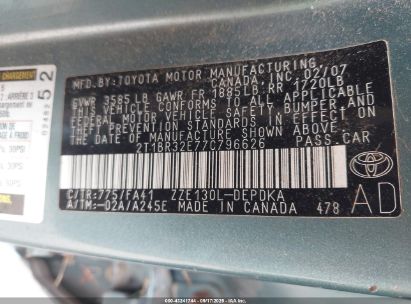 MFD. BY: TOYOTA MOTOR MANUFACTURING
CANADA, INC. 02/07
GVWR 3585LB GAWR FR 1885LB: RR 1720LB
THIS VEHICLE CONFORMS TO ALL APPLICABLE
FEDERAL MOTOR VEHICLE SAFETY, BUMPER, AND
THEFT PREVENTION STANDARDS IN EFFECT ON
THE DATE OF MANUFACTURE SHOWN ABOVE.
2T1BR32E77C796626 PASS. CAR
C/TR: 775/FA41 ZZE130L-DEPDKA
A/TM:-02A/A245E MADE IN CANADA 478
AD
CHARGEMENT
52